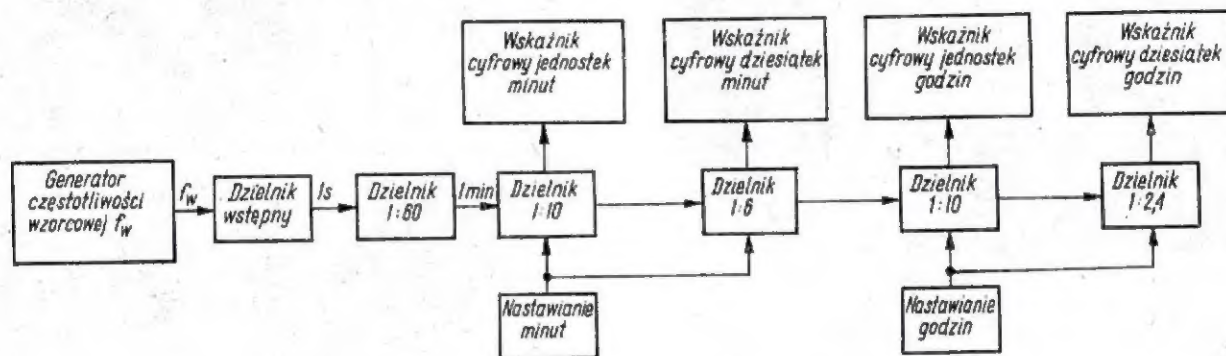 Wskaźnik
cyfrowy jednostek
minut
Wskaźnik
cyfrowy dziesiątek
minut
Wskaźnik
cyfrowy jednostek
godzin
Wskaźnik
cyfrowy dziesiątek
godzin
Generator
częstotliwości
wzorcowej fw
fw
Dzielnik
wstępny
1s
Dzielnik
1:60
1min
Dzielnik
1:10
Dzielnik
1:6
Dzielnik
1:10
Dzielnik
1:2,4
Nastawianie
minut
Nastawianie
godzin